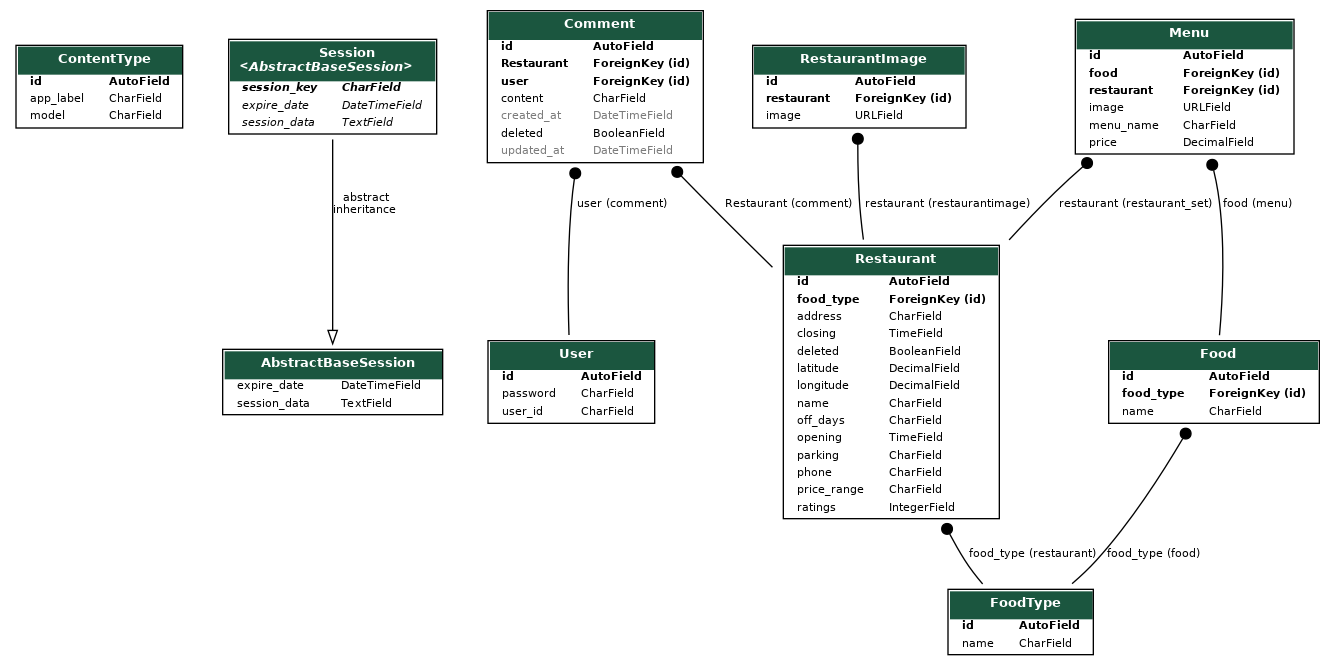 ContentType
id AutoField
app_label CharField
model CharField
Session
<AbstractBaseSession>
session_key CharField
expire_date DateTimeField
session_data TextField
Comment
id AutoField
Restaurant ForeignKey (id)
user ForeignKey (id)
content CharField
created_at DateTimeField
deleted BooleanField
updated_at DateTimeField
RestaurantImage
id AutoField
restaurant ForeignKey (id)
image URLField
Menu
id AutoField
food ForeignKey (id)
restaurant ForeignKey (id)
image URLField
menu_name CharField
price DecimalField
abstract
inheritance
user (comment)
Restaurant (comment)
restaurant (restaurantimage)
restaurant (restaurant_set)
food (menu)
AbstractBaseSession
expire_date DateTimeField
session_data TextField
User
id AutoField
password CharField
user_id CharField
Restaurant
id AutoField
food_type ForeignKey (id)
address CharField
closing TimeField
deleted BooleanField
latitude DecimalField
longitude DecimalField
name CharField
off_days CharField
opening TimeField
parking CharField
phone CharField
price_range CharField
ratings IntegerField
Food
id AutoField
food_type ForeignKey (id)
name CharField
food_type (restaurant)
food_type (food)
FoodType
id AutoField
name CharField